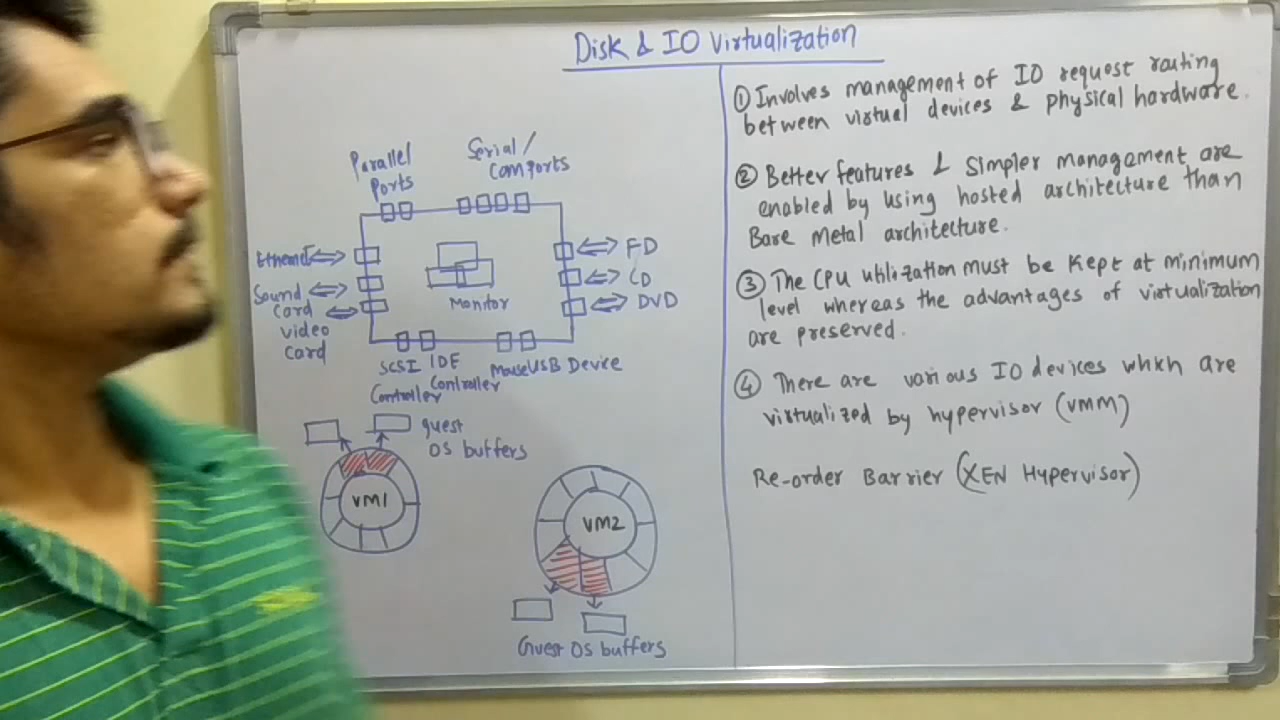 Disk & IO Virtualization
Parallel
Ports
Serial/
Com Ports
Ethernet
Sound
Card
video
Card
Monitor
FD
CD
DVD
SCSI
Controller
IDE
Controller
Mouse
USB Device
guest
OS buffers
VM1
VM2
Guest OS buffers
① Involves management of IO request routing
between virtual devices & physical hardware.
② Better features & simpler management are
enabled by using hosted architecture than
Bare metal architecture.
③ The CPU utilization must be kept at minimum
level whereas the advantages of virtualization
are preserved.
④ There are various IO devices which are
virtualized by hypervisor (VMM)
Re-order Barrier (XEN Hypervisor)